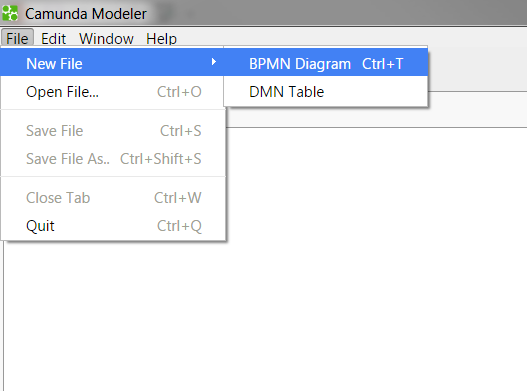 Camunda Modeler
File Edit Window Help
New File
BPMN Diagram Ctrl+T
Open File... Ctrl+O
DMN Table
Save File Ctrl+S
Save File As.. Ctrl+Shift+S
Close Tab Ctrl+W
Quit Ctrl+Q